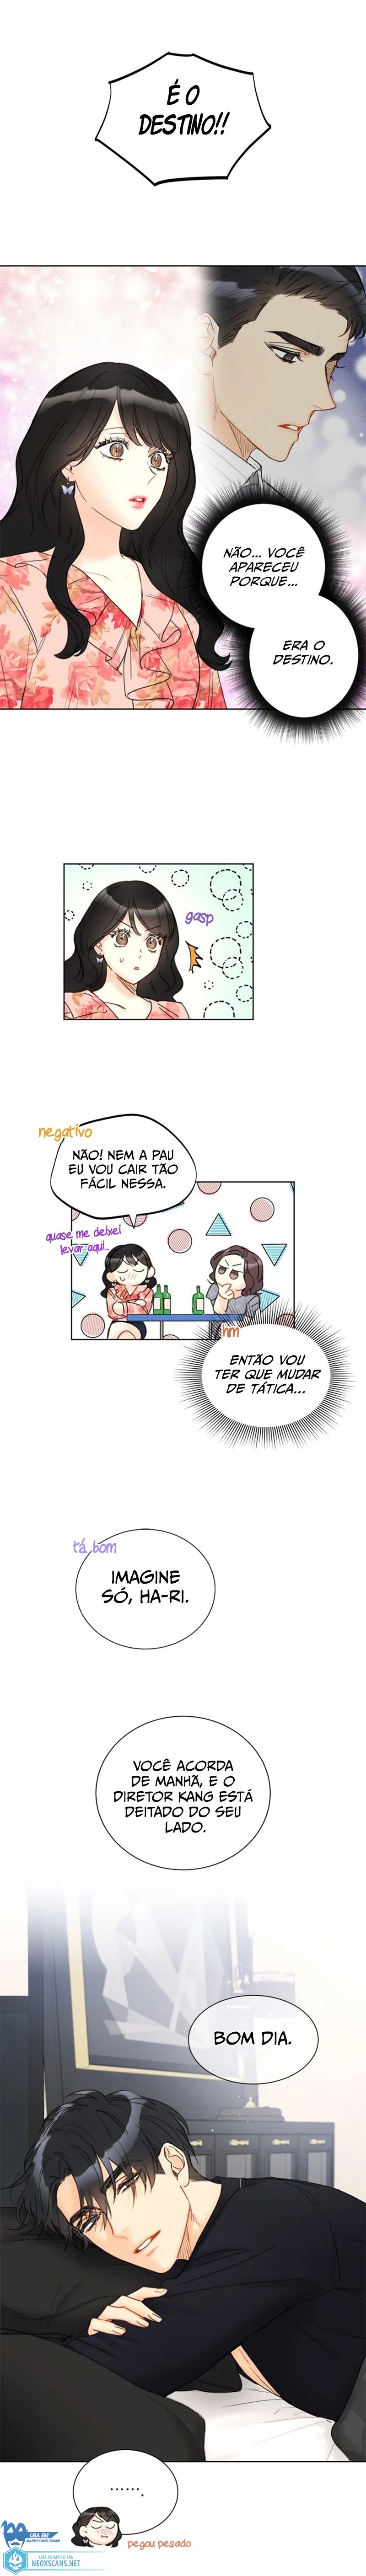 É O
DESTINO!!
NÃO... VOCÊ
APARECEU
PORQUE...
ERA O
DESTINO.
gasp
negativo
NÃO! NEM A PAU
EU VOU CAIR TÃO
FÁCIL NESSA.
quase me deixei
levar aqui...
hm
ENTÃO VOU
TER QUE MUDAR
DE TÁTICA...
tá bom
IMAGINE
SÓ, HA-RI.
VOCÊ ACORDA
DE MANHÃ, E O
DIRETOR KANG ESTÁ
DEITADO DO SEU
LADO.
BOM DIA.
.......
pegou pesado
LEIA EM
NEOXSCANS.NET